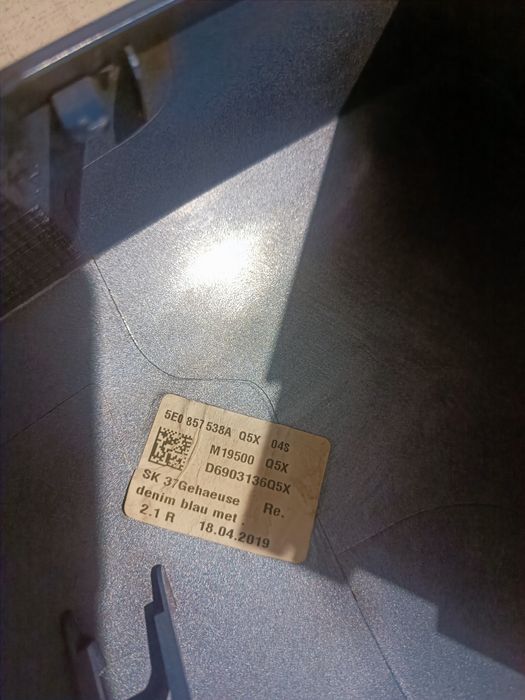 5E0 857 538A Q5X 04S
M19500 Q5X
D6903136Q5X
SK 37Gehaeuse Re.
denim blau met .
2.1 R 18.04.2019